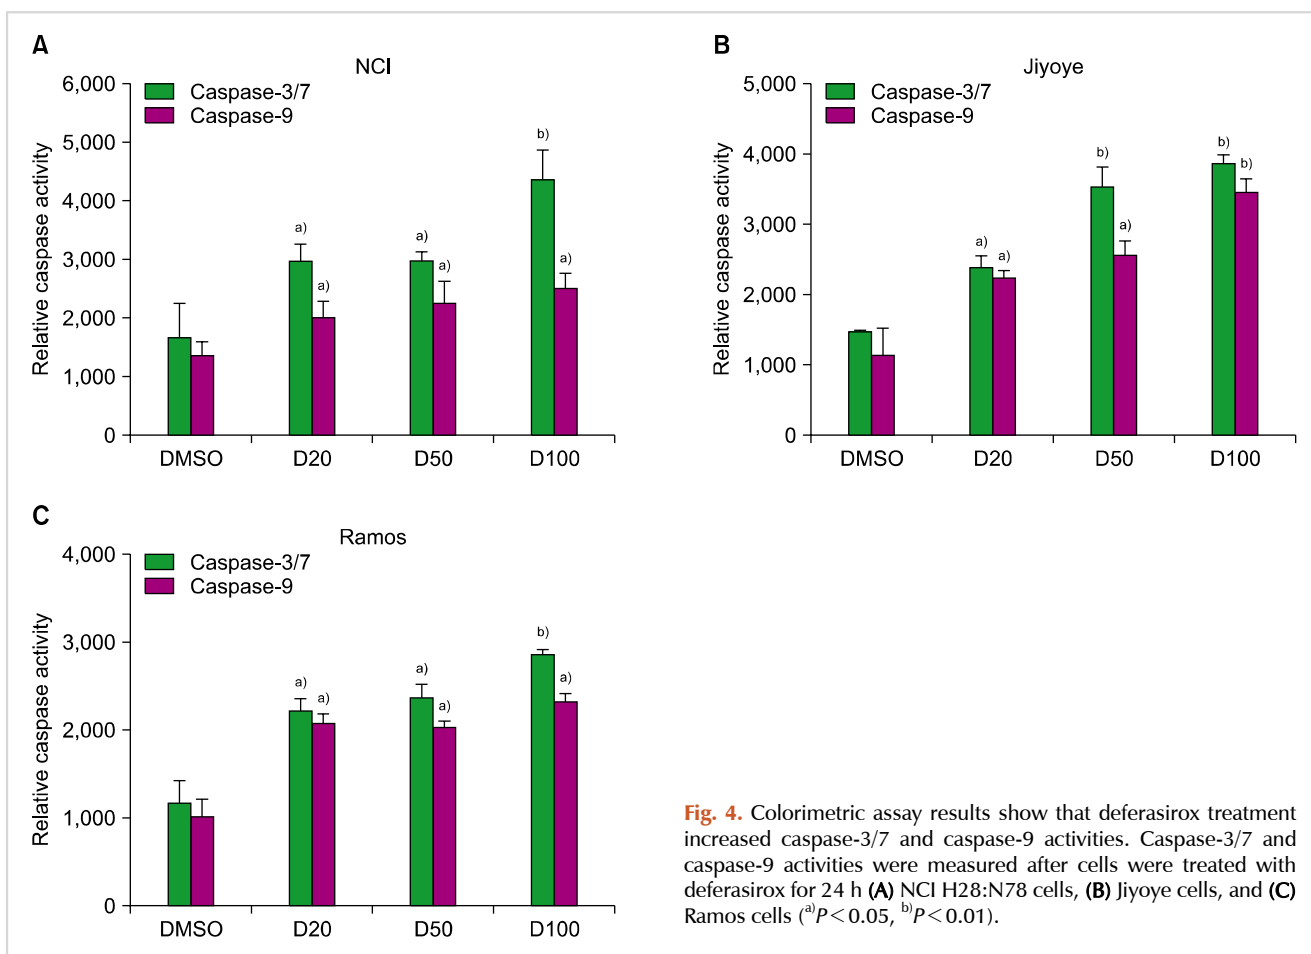 A
NCI
6,000
5,000
4,000
3,000
2,000
1,000
0
Relative caspase activity
Caspase-3/7
Caspase-9
a)
a)
a)
a)
b)
a)
DMSO D20 D50 D100
B
Jiyoye
5,000
4,000
3,000
2,000
1,000
0
Relative caspase activity
Caspase-3/7
Caspase-9
a)
a)
b)
a)
b)
b)
DMSO D20 D50 D100
C
Ramos
4,000
3,000
2,000
1,000
0
Relative caspase activity
Caspase-3/7
Caspase-9
a)
a)
a)
a)
b)
a)
DMSO D20 D50 D100
Fig. 4. Colorimetric assay results show that deferasirox treatment
increased caspase-3/7 and caspase-9 activities. Caspase-3/7 and
caspase-9 activities were measured after cells were treated with
deferasirox for 24 h (A) NCI H28:N78 cells, (B) Jiyoye cells, and (C)
Ramos cells (a)P<0.05, b)P<0.01).